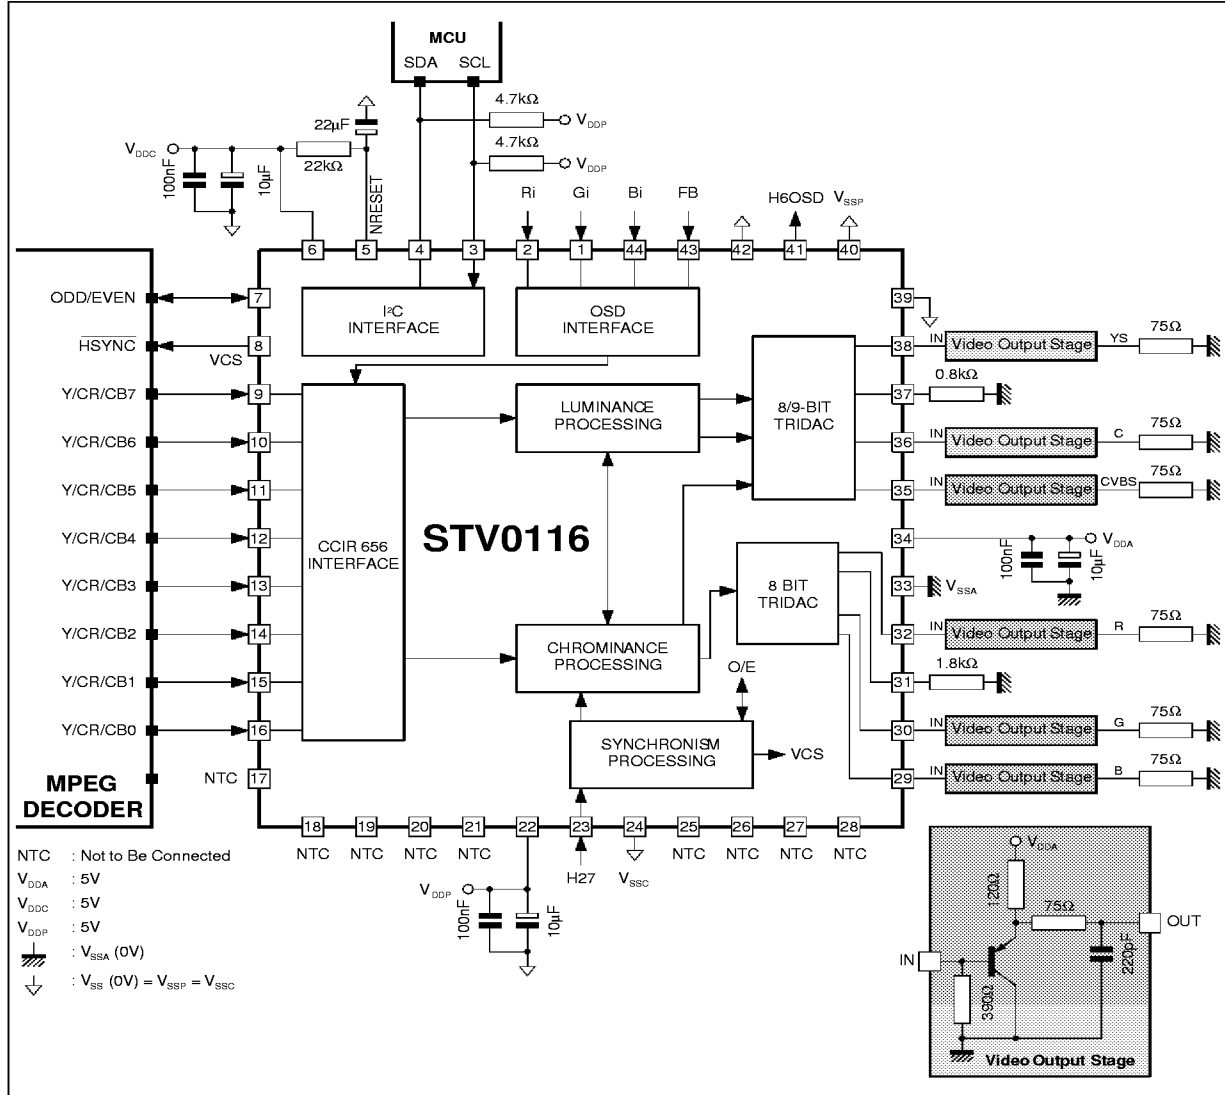 MCU
SDA SCL
4.7kΩ
VDDP
22µF
4.7kΩ
VDDC
22kΩ
VDDP
100nF
10µF
NRESET
Ri Gi Bi FB H6OSD VSSP
6 5 4 3 2 1 44 43 42 41 40
ODD/EVEN 7
I²C INTERFACE
OSD INTERFACE
39
HSYNC 8
VCS
38 IN Video Output Stage YS 75Ω
Y/CR/CB7 9
LUMINANCE PROCESSING
8/9-BIT TRIDAC
37 0.8kΩ
Y/CR/CB6 10
36 IN Video Output Stage C 75Ω
Y/CR/CB5 11
35 IN Video Output Stage CVBS 75Ω
STV0116
Y/CR/CB4 12
CCIR 656 INTERFACE
34 VDDA
100nF
10µF
Y/CR/CB3 13
8 BIT TRIDAC
33 VSSA
Y/CR/CB2 14
CHROMINANCE PROCESSING
32 IN Video Output Stage R 75Ω
O/E
Y/CR/CB1 15
31 1.8kΩ
Y/CR/CB0 16
SYNCHRONISM PROCESSING
VCS
30 IN Video Output Stage G 75Ω
NTC 17
29 IN Video Output Stage B 75Ω
MPEG DECODER
18 19 20 21 22 23 24 25 26 27 28
NTC NTC NTC NTC H27 VSSC NTC NTC NTC NTC
VDDP
100nF
10µF
NTC : Not to Be Connected
VDDA : 5V
VDDC : 5V
VDDP : 5V
: VSSA (0V)
: VSS (0V) = VSSP = VSSC
VDDA
120Ω
75Ω
OUT
220pF
IN
390Ω
Video Output Stage